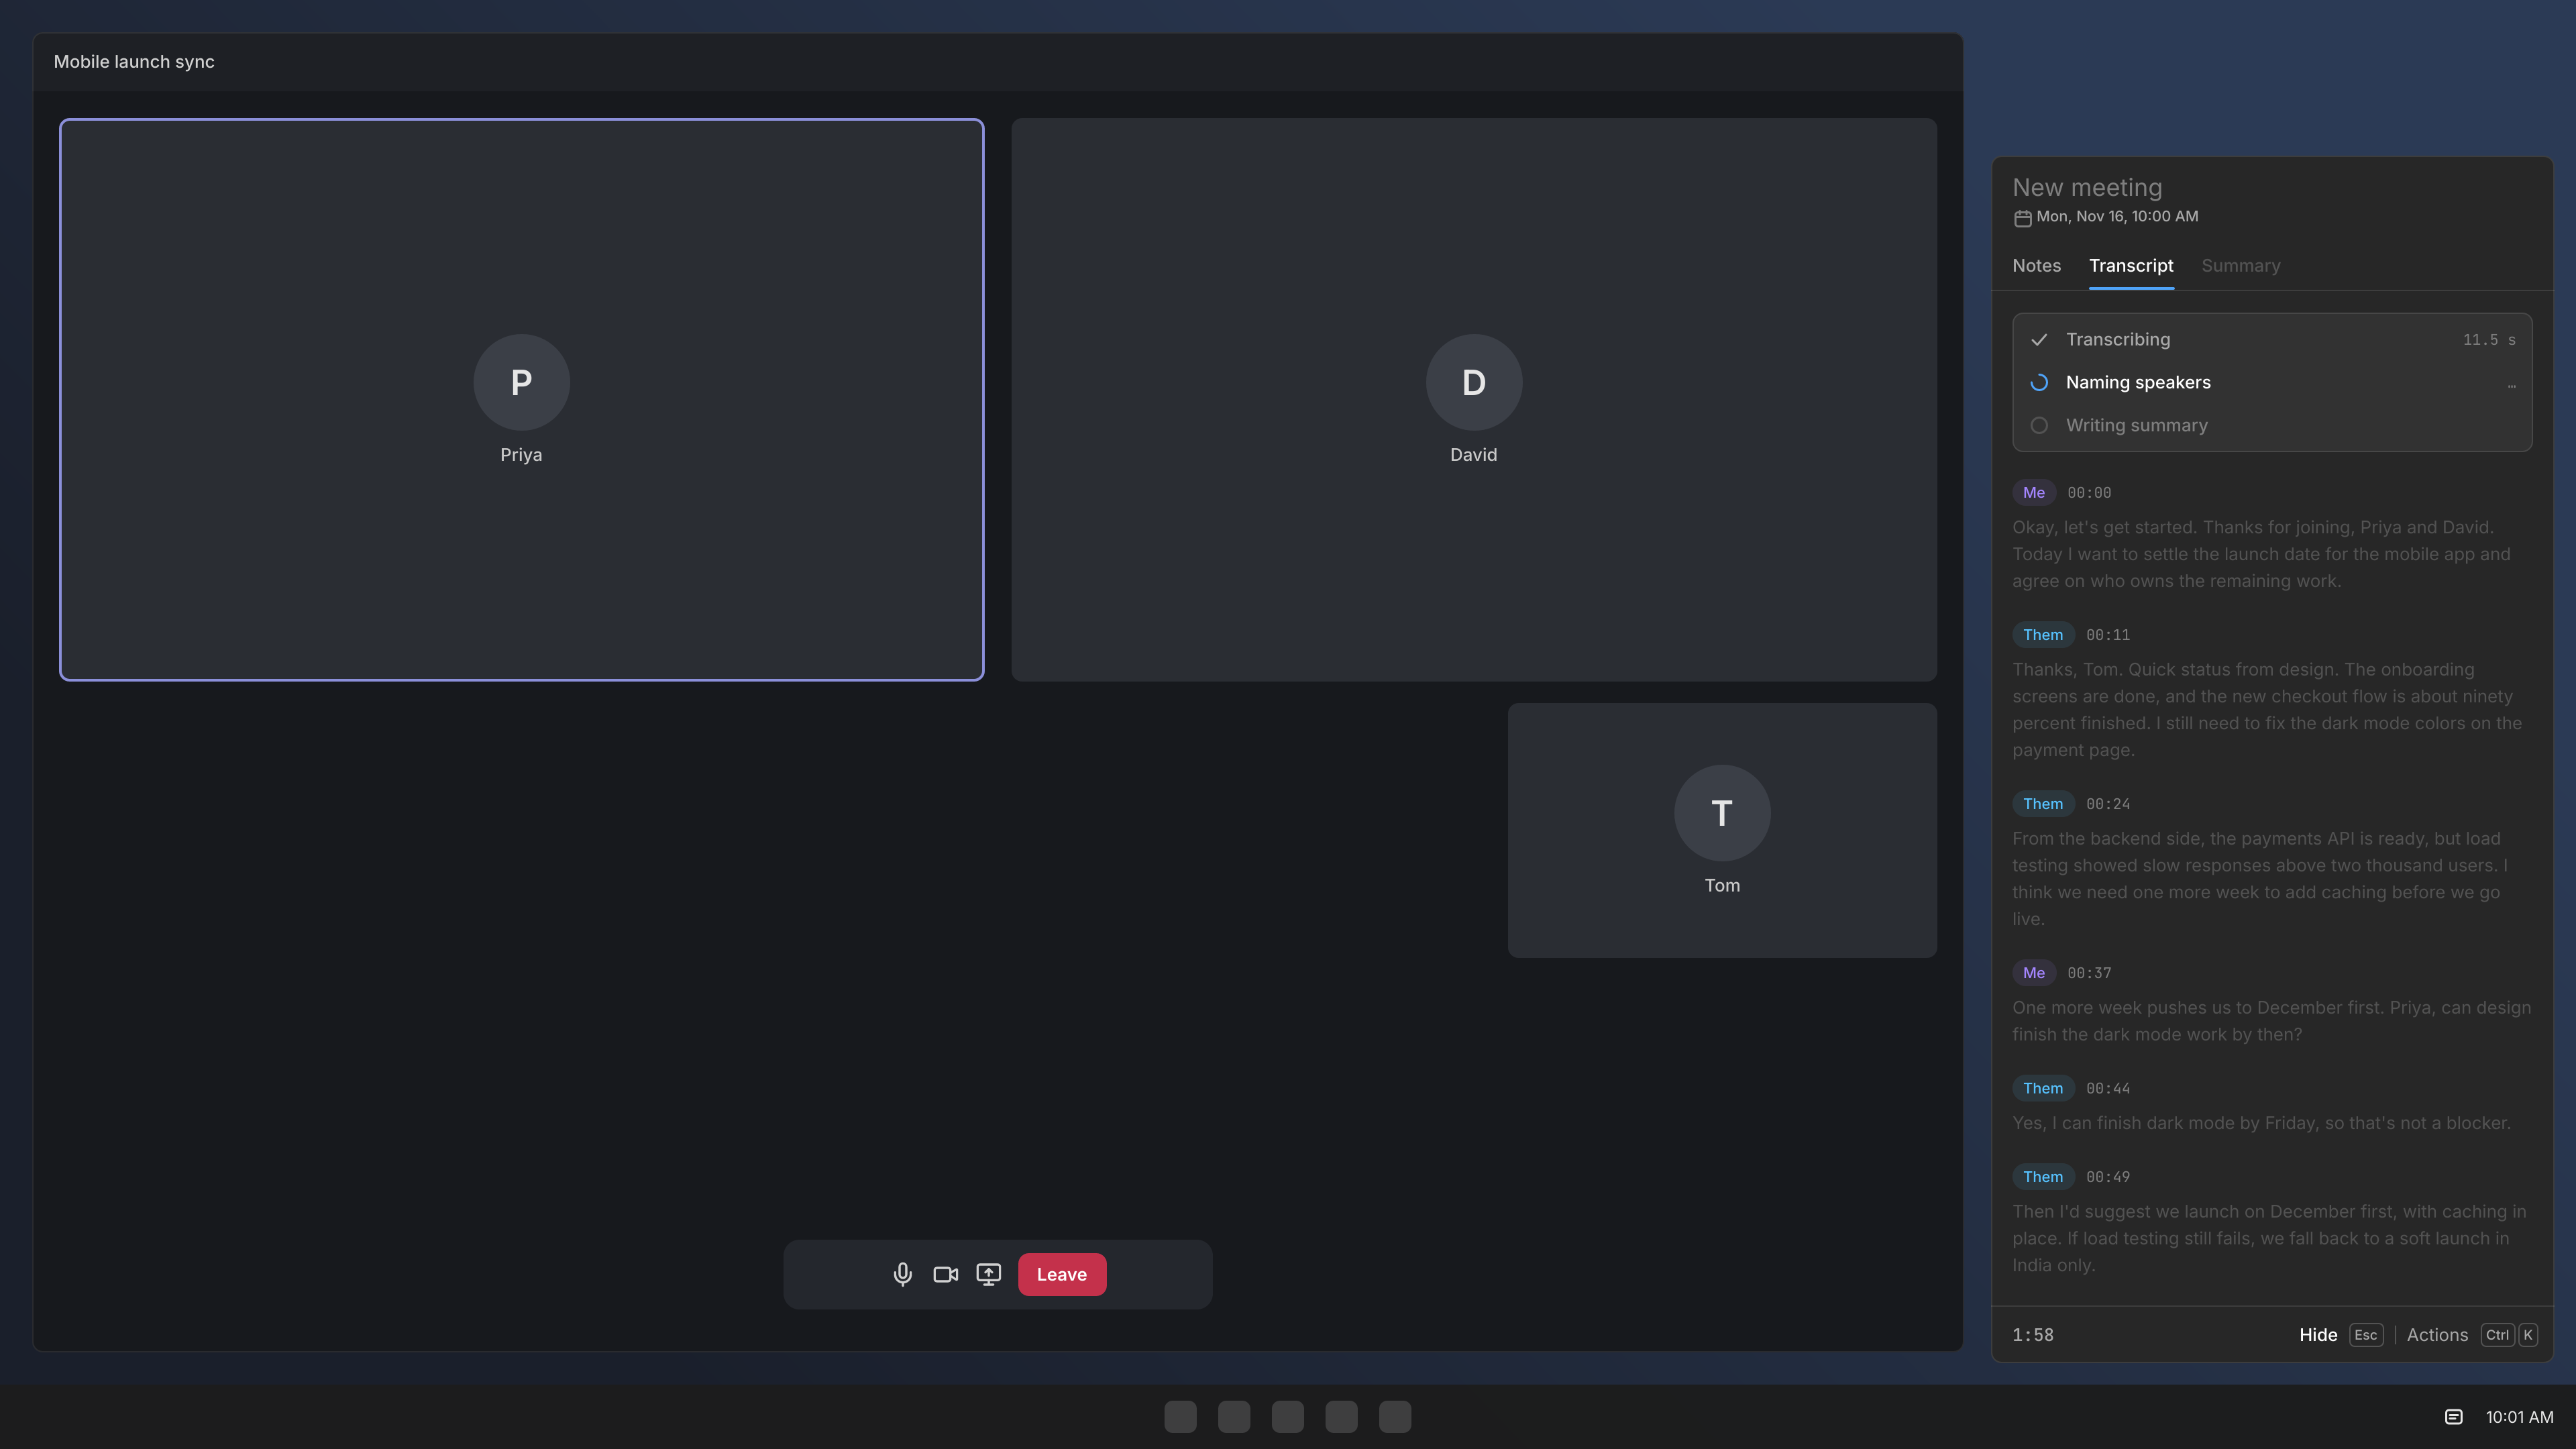 Mobile launch sync
P
Priya
D
David
T
Tom
Leave
New meeting
Mon, Nov 16, 10:00 AM
Notes Transcript Summary
Transcribing 11.5 s
Naming speakers …
Writing summary
Me 00:00
Okay, let's get started. Thanks for joining, Priya and David.
Today I want to settle the launch date for the mobile app and
agree on who owns the remaining work.
Them 00:11
Thanks, Tom. Quick status from design. The onboarding
screens are done, and the new checkout flow is about ninety
percent finished. I still need to fix the dark mode colors on the
payment page.
Them 00:24
From the backend side, the payments API is ready, but load
testing showed slow responses above two thousand users. I
think we need one more week to add caching before we go
live.
Me 00:37
One more week pushes us to December first. Priya, can design
finish the dark mode work by then?
Them 00:44
Yes, I can finish dark mode by Friday, so that's not a blocker.
Them 00:49
Then I'd suggest we launch on December first, with caching in
place. If load testing still fails, we fall back to a soft launch in
India only.
1:58 Hide Esc Actions Ctrl K
10:01 AM